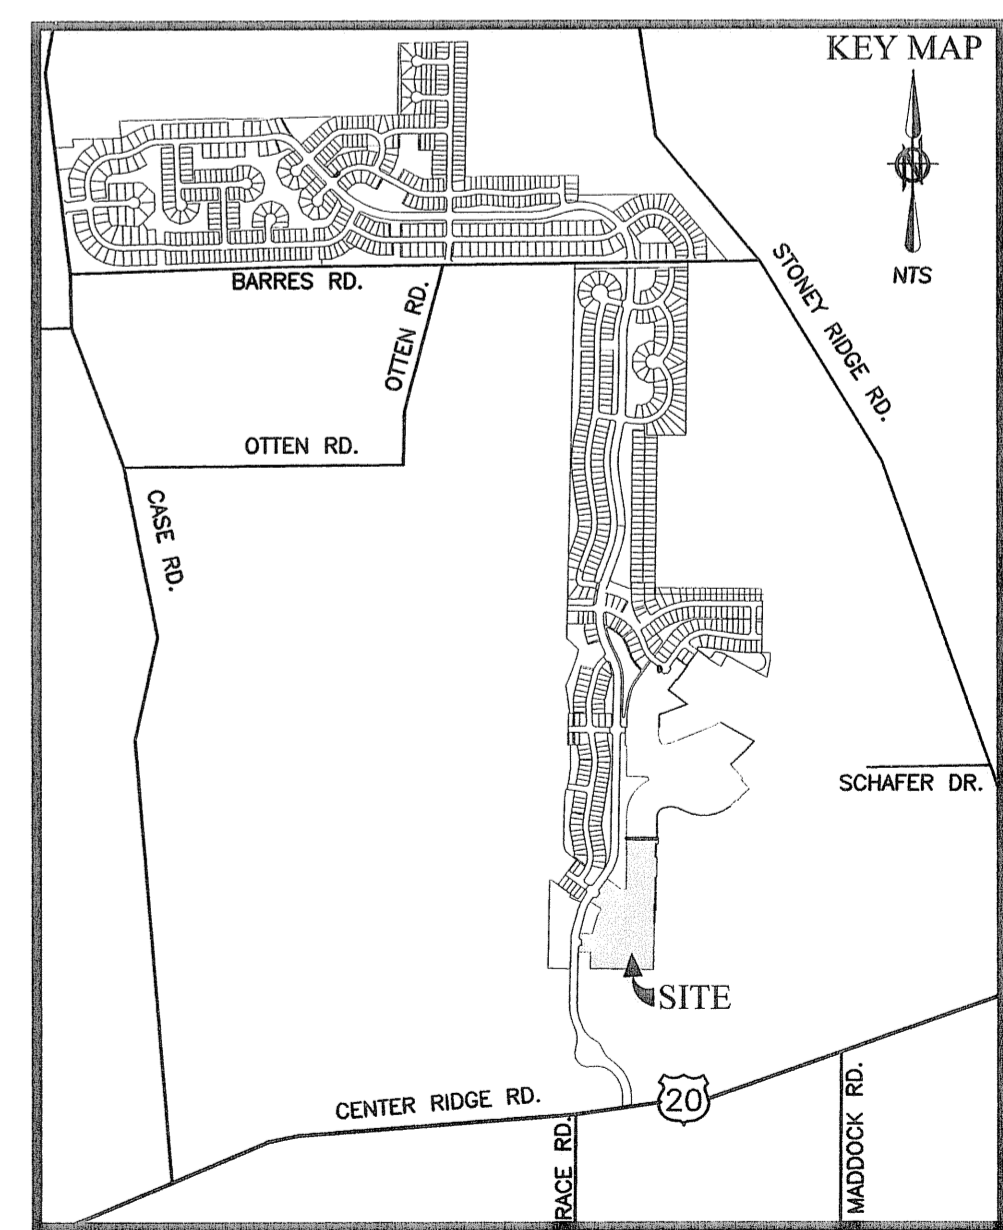 KEY MAP
N
NTS
BARRES RD.
OTTEN RD.
STONEY RIDGE RD.
OTTEN RD.
CASE RD.
SCHAFER DR.
SITE
CENTER RIDGE RD.
20
RACE RD.
MADDOCK RD.